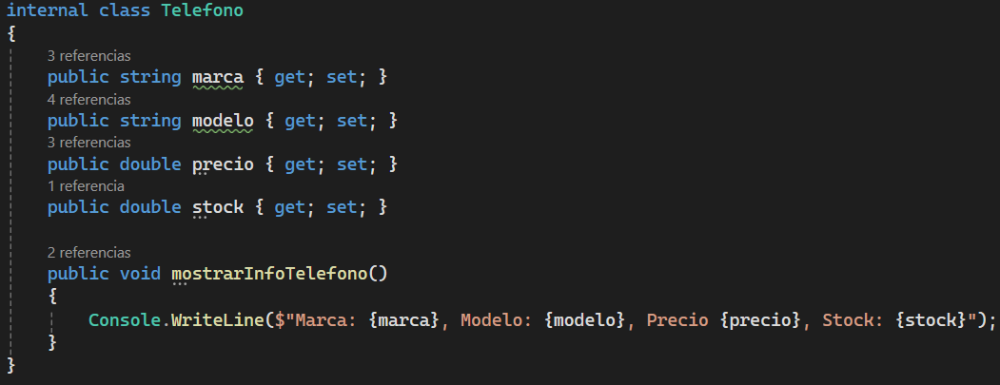 internal class Telefono
{
3 referencias
public string marca { get; set; }
4 referencias
public string modelo { get; set; }
3 referencias
public double precio { get; set; }
1 referencia
public double stock { get; set; }
2 referencias
public void mostrarInfoTelefono()
{
Console.WriteLine($"Marca: {marca}, Modelo: {modelo}, Precio {precio}, Stock: {stock}");
}
}